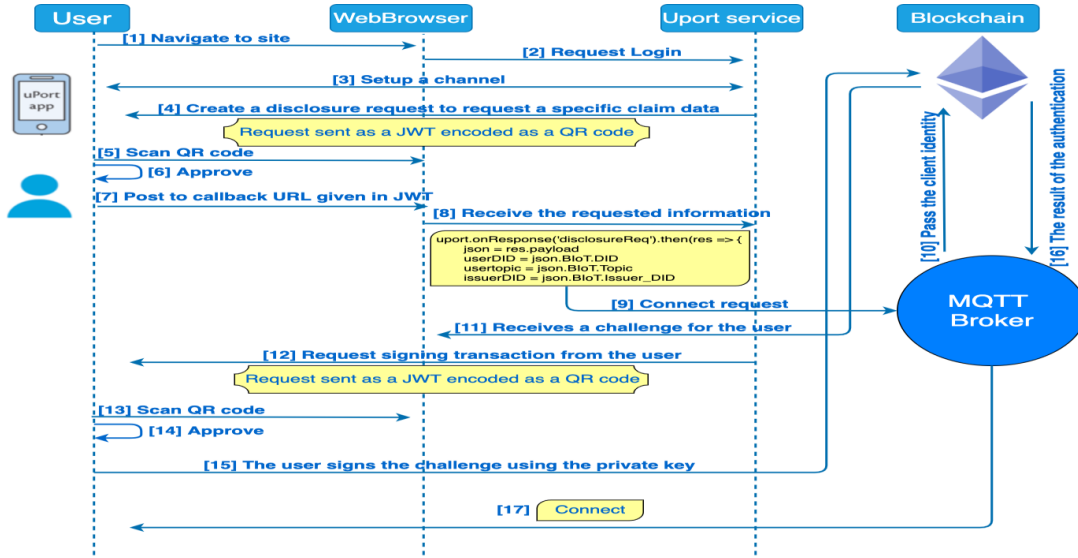 User
WebBrowser
Uport service
Blockchain
[1] Navigate to site
[2] Request Login
[3] Setup a channel
uPort
app
[4] Create a disclosure request to request a specific claim data
Request sent as a JWT encoded as a QR code
[5] Scan QR code
[6] Approve
[7] Post to callback URL given in JWT
[8] Receive the requested information
uport.onResponse('disclosureReq').then(res => {
json = res.payload
userDID = json.BIoT.DID
usertopic = json.BIoT.Topic
issuerDID = json.BIoT.Issuer_DID
[9] Connect request
[10] Pass the client identity
[16] The result of the authentication
MQTT
Broker
[11] Receives a challenge for the user
[12] Request signing transaction from the user
Request sent as a JWT encoded as a QR code
[13] Scan QR code
[14] Approve
[15] The user signs the challenge using the private key
[17] Connect